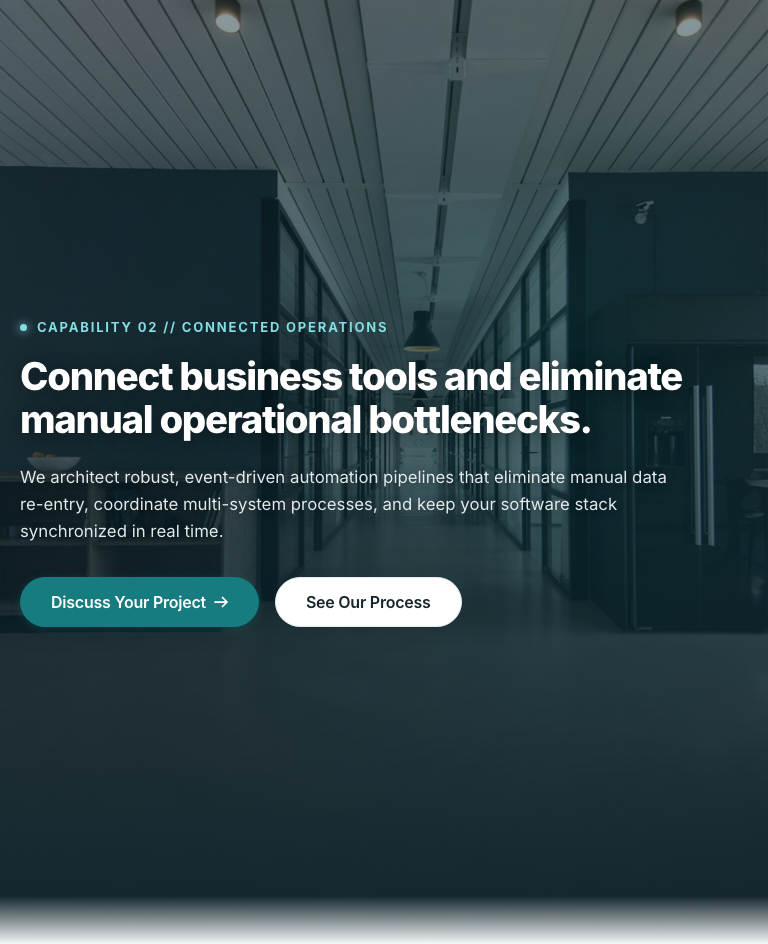 CAPABILITY 02 // CONNECTED OPERATIONS
Connect business tools and eliminate
manual operational bottlenecks.
We architect robust, event-driven automation pipelines that eliminate manual data
re-entry, coordinate multi-system processes, and keep your software stack
synchronized in real time.
Discuss Your Project →
See Our Process